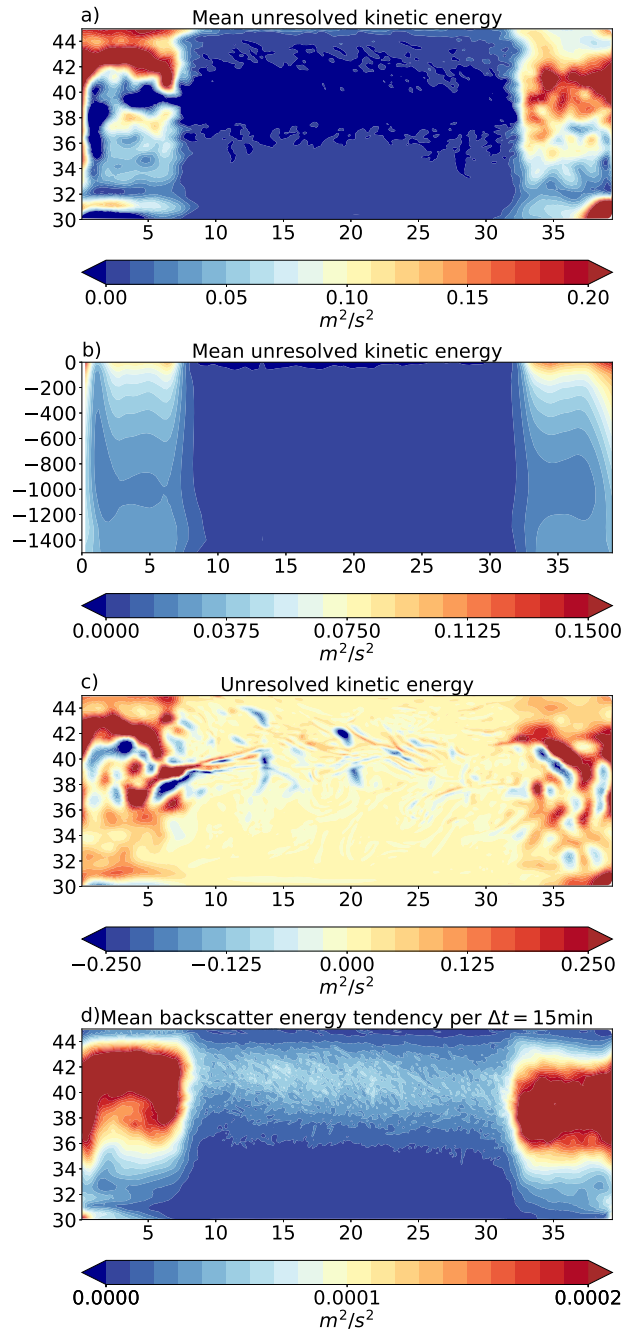 a) Mean unresolved kinetic energy
44
42
40
38
36
34
32
30
5 10 15 20 25 30 35
0.00 0.05 0.10 0.15 0.20
m²/s²
b) Mean unresolved kinetic energy
0
−200
−400
−600
−800
−1000
−1200
−1400
0 5 10 15 20 25 30 35
0.0000 0.0375 0.0750 0.1125 0.1500
m²/s²
c) Unresolved kinetic energy
44
42
40
38
36
34
32
30
5 10 15 20 25 30 35
−0.250 −0.125 0.000 0.125 0.250
m²/s²
d) Mean backscatter energy tendency per Δt = 15min
44
42
40
38
36
34
32
30
5 10 15 20 25 30 35
0.0000 0.0001 0.0002
m²/s²